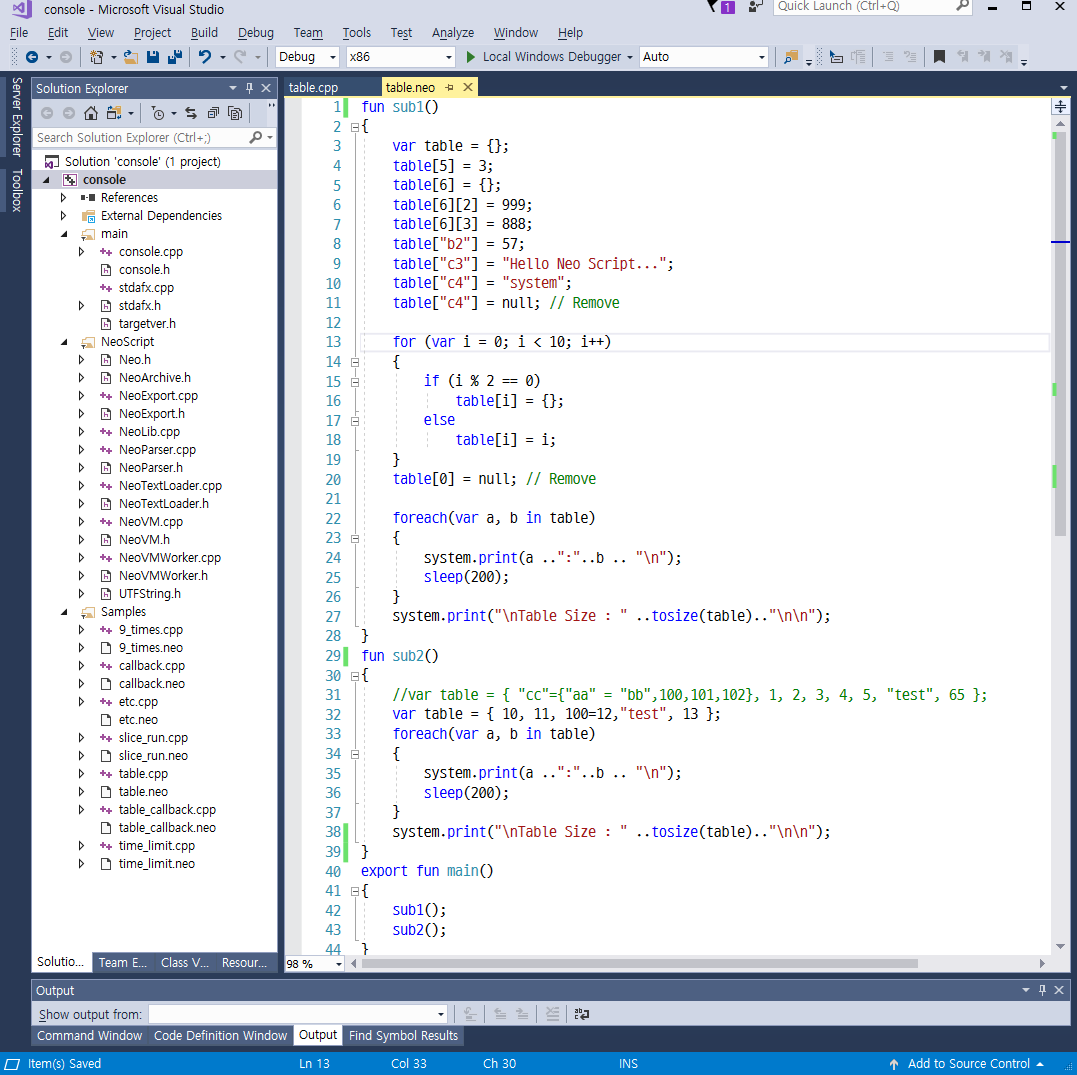 console - Microsoft Visual Studio
1
Quick Launch (Ctrl+Q)
File Edit View Project Build Debug Team Tools Test Analyze Window Help
Debug x86 Local Windows Debugger Auto
Server Explorer
Toolbox
Solution Explorer
Search Solution Explorer (Ctrl+;)
Solution 'console' (1 project)
console
References
External Dependencies
main
console.cpp
console.h
stdafx.cpp
stdafx.h
targetver.h
NeoScript
Neo.h
NeoArchive.h
NeoExport.cpp
NeoExport.h
NeoLib.cpp
NeoParser.cpp
NeoParser.h
NeoTextLoader.cpp
NeoTextLoader.h
NeoVM.cpp
NeoVM.h
NeoVMWorker.cpp
NeoVMWorker.h
UTFString.h
Samples
9_times.cpp
9_times.neo
callback.cpp
callback.neo
etc.cpp
etc.neo
slice_run.cpp
slice_run.neo
table.cpp
table.neo
table_callback.cpp
table_callback.neo
time_limit.cpp
time_limit.neo
Solutio... Team E... Class V... Resour...
table.cpp table.neo
1 fun sub1()
2 {
3 var table = {};
4 table[5] = 3;
5 table[6] = {};
6 table[6][2] = 999;
7 table[6][3] = 888;
8 table["b2"] = 57;
9 table["c3"] = "Hello Neo Script...";
10 table["c4"] = "system";
11 table["c4"] = null; // Remove
12
13 for (var i = 0; i < 10; i++)
14 {
15 if (i % 2 == 0)
16 table[i] = {};
17 else
18 table[i] = i;
19 }
20 table[0] = null; // Remove
21
22 foreach(var a, b in table)
23 {
24 system.print(a ..":"..b .. "\n");
25 sleep(200);
26 }
27 system.print("\nTable Size : " ..tosize(table).."\n\n");
28 }
29 fun sub2()
30 {
31 //var table = { "cc"={"aa" = "bb",100,101,102}, 1, 2, 3, 4, 5, "test", 65 };
32 var table = { 10, 11, 100=12,"test", 13 };
33 foreach(var a, b in table)
34 {
35 system.print(a ..":"..b .. "\n");
36 sleep(200);
37 }
38 system.print("\nTable Size : " ..tosize(table).."\n\n");
39 }
40 export fun main()
41 {
42 sub1();
43 sub2();
44 }
98 %
Output
Show output from:
Command Window Code Definition Window Output Find Symbol Results
Item(s) Saved Ln 13 Col 33 Ch 30 INS Add to Source Control